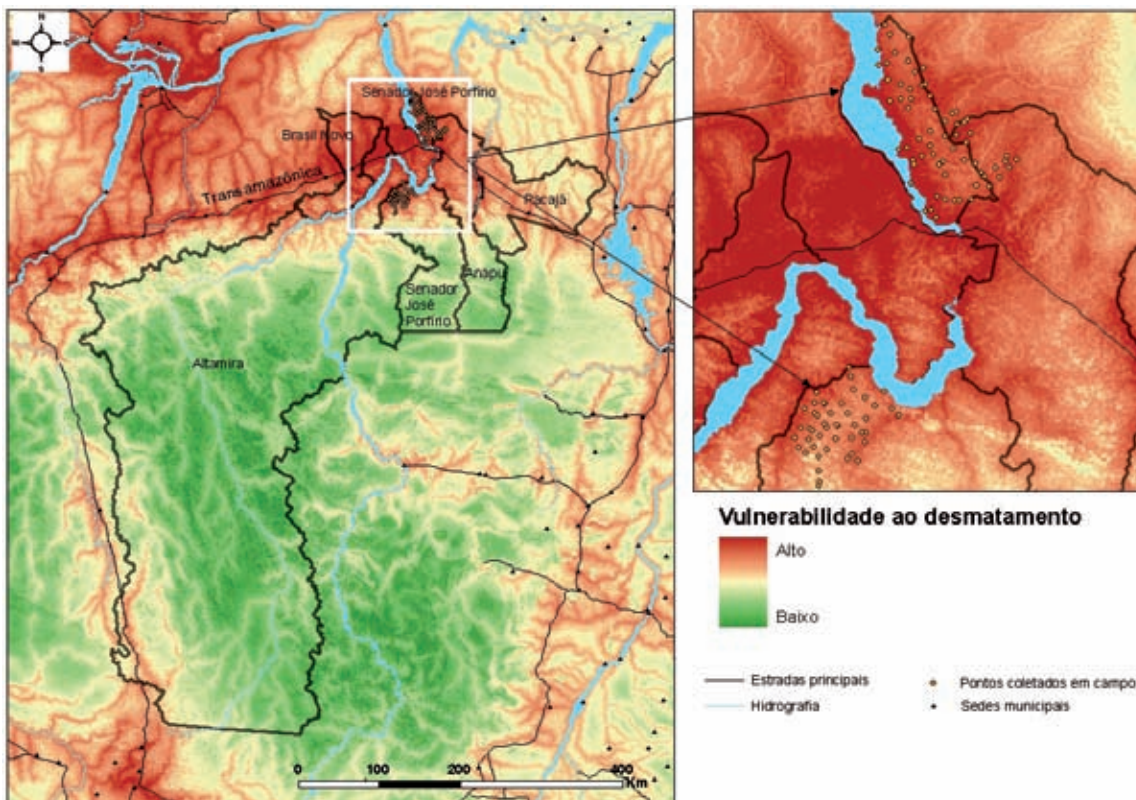 Senador José Porfírio
Brasil Novo
Transamazônica
Pacajá
Anapu
Senador
José
Porfírio
Altamira
0 100 200 400
Km
Vulnerabilidade ao desmatamento
Alto
Baixo
Estradas principais
Pontos coletados em campo
Hidrografia
Sedes municipais